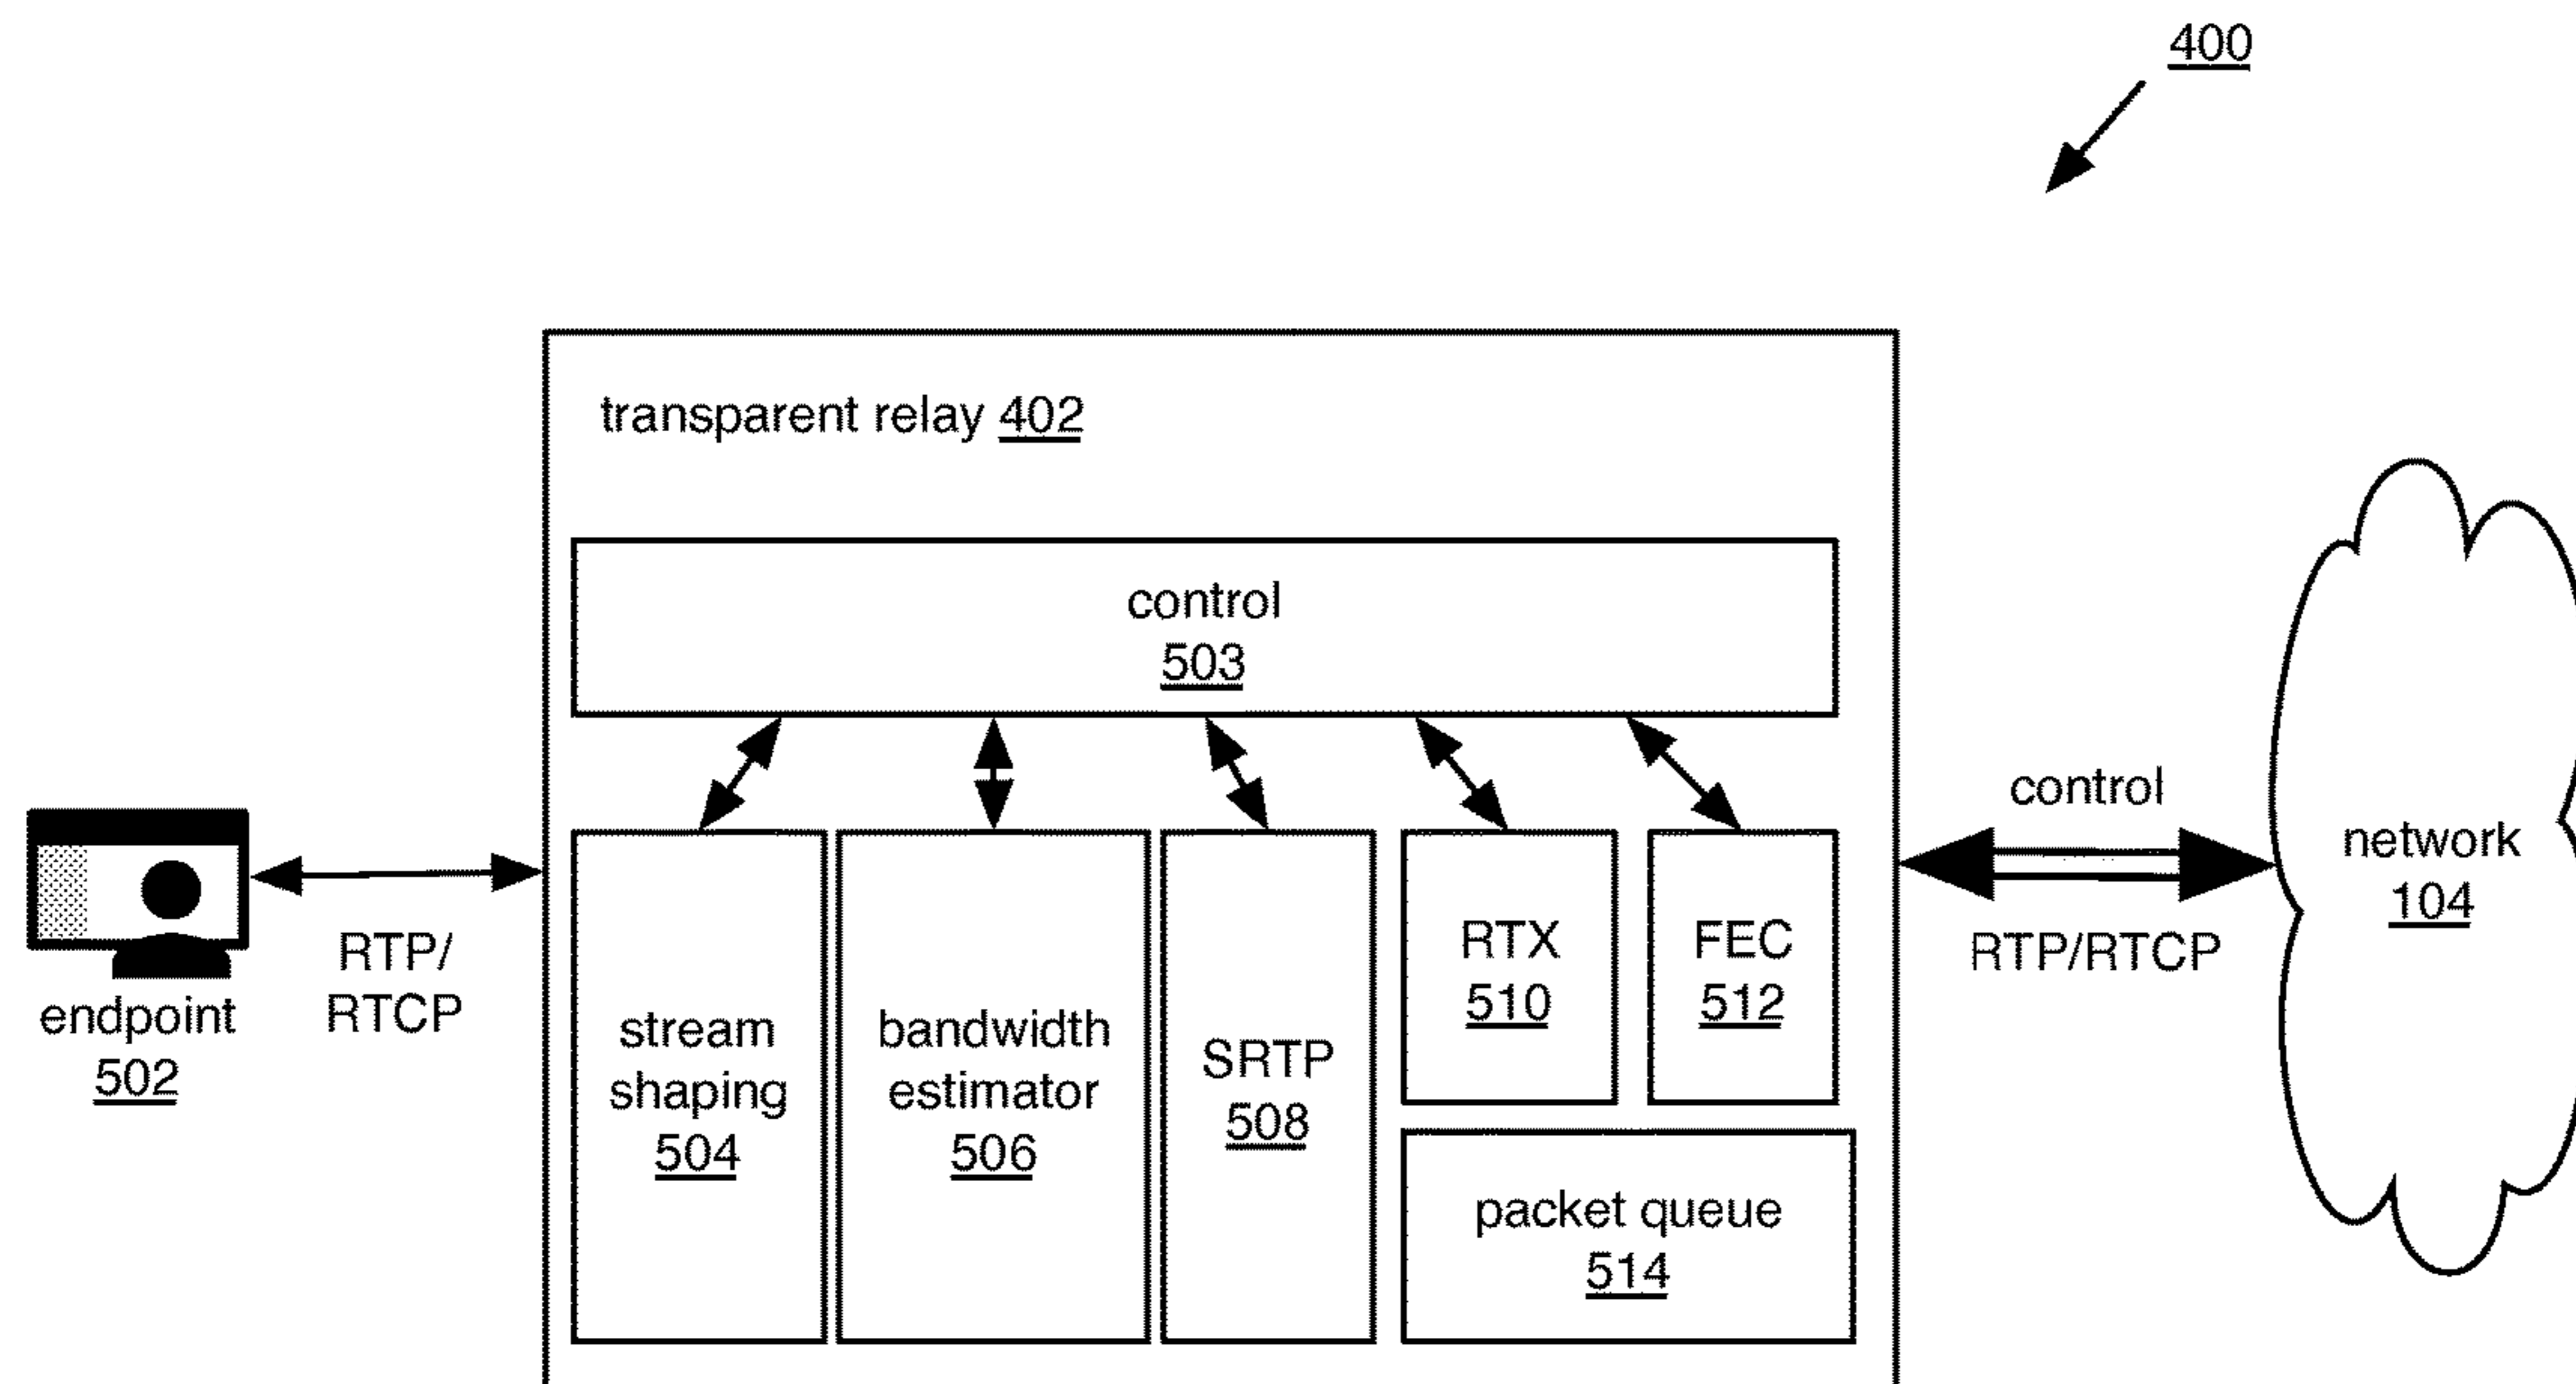 400
transparent relay 402
control
503
endpoint
502
RTP/
RTCP
stream
shaping
504
bandwidth
estimator
506
SRTP
508
RTX
510
FEC
512
packet queue
514
control
RTP/RTCP
network
104